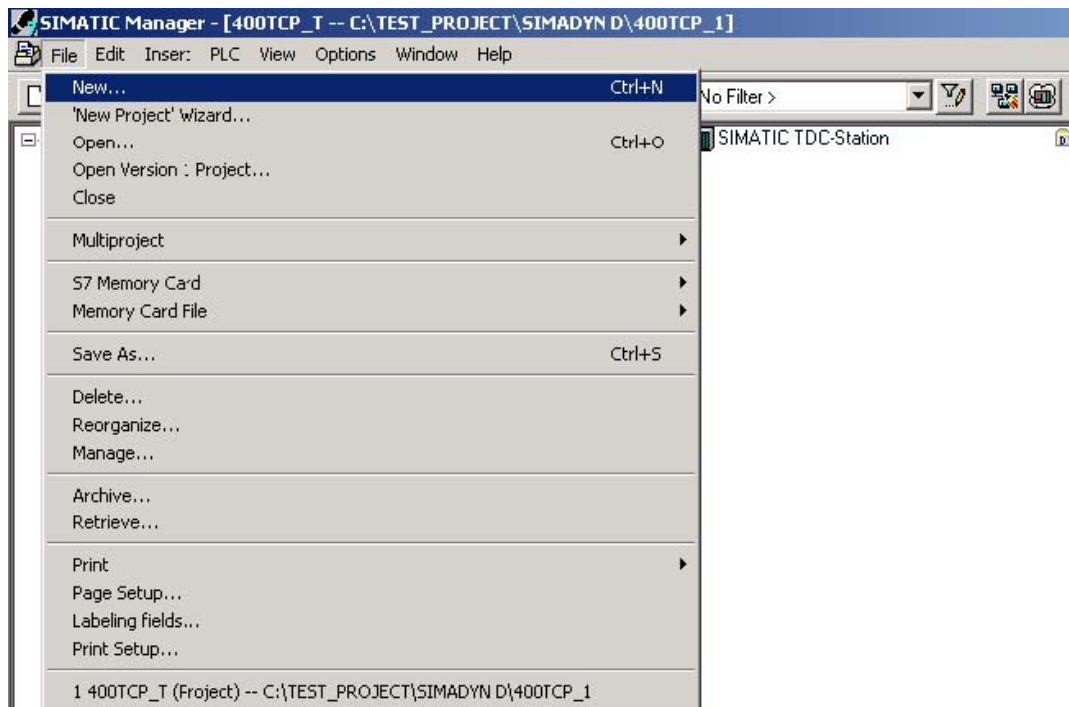 SIMATIC Manager - [400TCP_T -- C:\TEST_PROJECT\SIMADYN D\400TCP_1]
File Edit Insert PLC View Options Window Help
New... Ctrl+N
No Filter >
'New Project' Wizard...
Open... Ctrl+O
SIMATIC TDC-Station
Open Version 1 Project...
Close
Multiproject
S7 Memory Card
Memory Card File
Save As... Ctrl+S
Delete...
Reorganize...
Manage...
Archive...
Retrieve...
Print
Page Setup...
Labeling fields...
Print Setup...
1 400TCP_T (Project) -- C:\TEST_PROJECT\SIMADYN D\400TCP_1